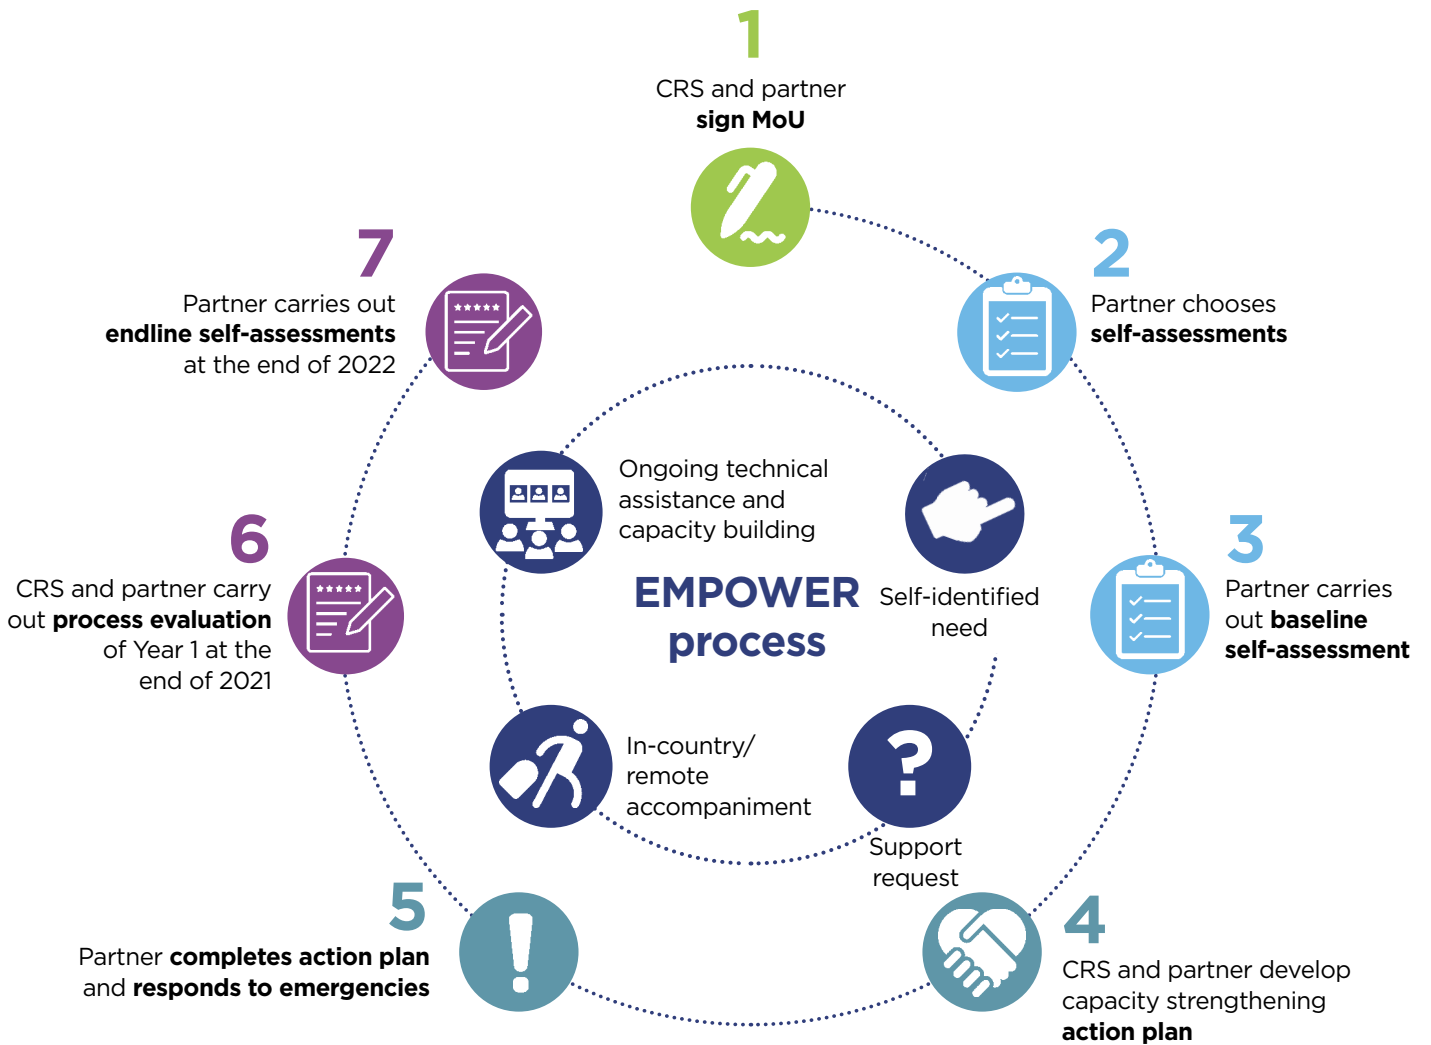 1
CRS and partner
sign MoU
2
Partner chooses
self-assessments
3
Partner carries
out baseline
self-assessment
4
CRS and partner develop
capacity strengthening
action plan
5
Partner completes action plan
and responds to emergencies
6
CRS and partner carry
out process evaluation
of Year 1 at the
end of 2021
7
Partner carries out
endline self-assessments
at the end of 2022
EMPOWER
process
Self-identified
need
Support
request
?
In-country/
remote
accompaniment
Ongoing technical
assistance and
capacity building
!